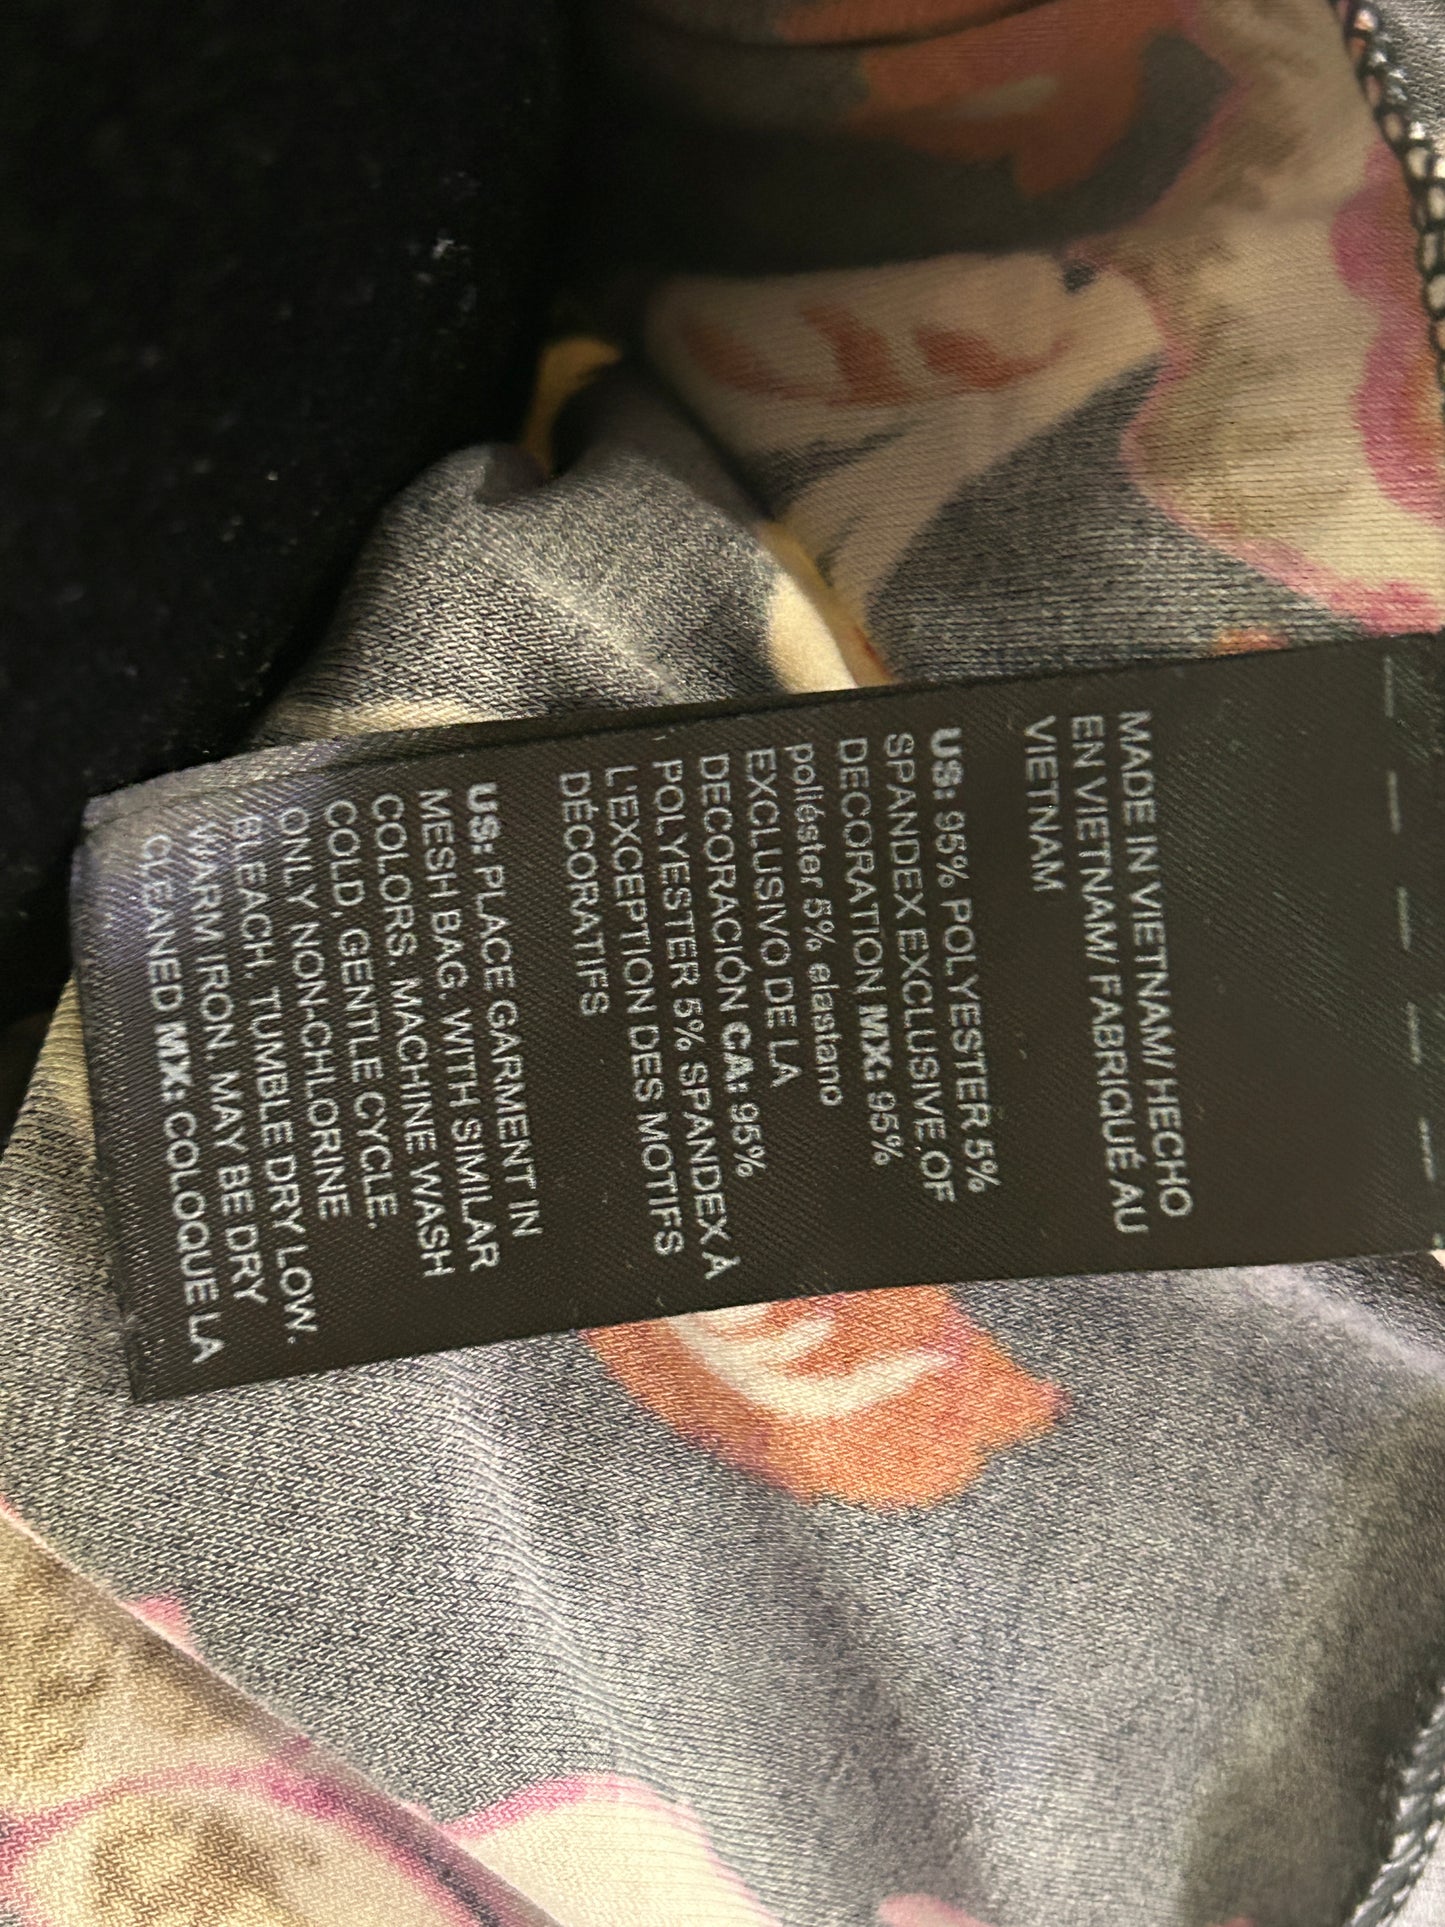 MADE IN VIETNAM/ HECHO
EN VIETNAM/ FABRIQUÉ AU
VIETNAM
US: 95% POLYESTER 5%
SPANDEX EXCLUSIVE OF
DECORATION MX: 95%
poliéster 5% elastano
EXCLUSIVO DE LA
DECORACIÓN CA: 95%
POLYESTER 5% SPANDEX À
L'EXCEPTION DES MOTIFS
DÉCORATIFS
US: PLACE GARMENT IN
MESH BAG. WITH SIMILAR
COLORS. MACHINE WASH
COLD, GENTLE CYCLE.
ONLY NON-CHLORINE
BLEACH. TUMBLE DRY LOW.
WARM IRON. MAY BE DRY
CLEANED MX: COLOQUE LA